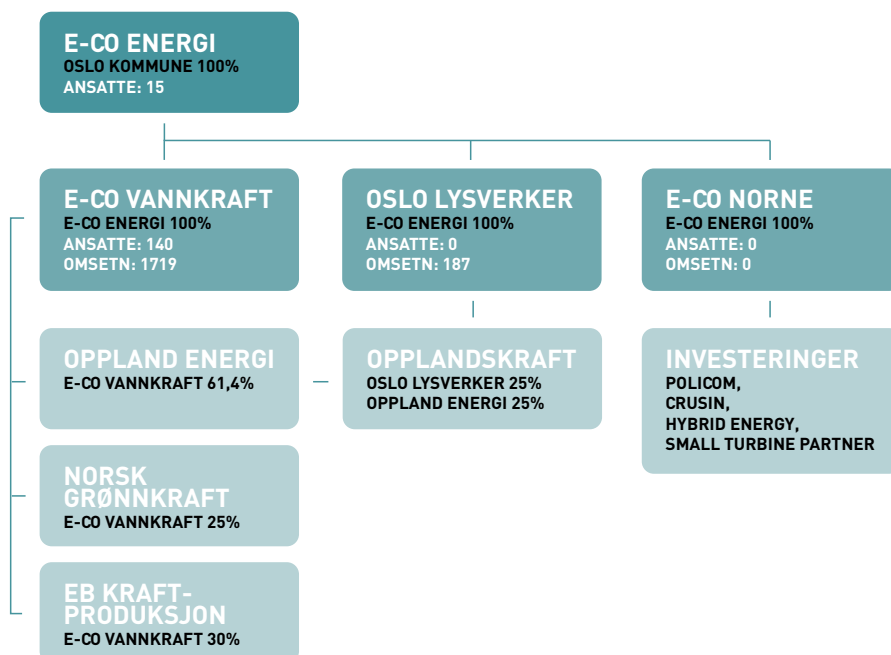 E-CO ENERGI
OSLO KOMMUNE 100%
ANSATTE: 15
E-CO VANNKRAFT
E-CO ENERGI 100%
ANSATTE: 140
OMSETN: 1719
OSLO LYSVERKER
E-CO ENERGI 100%
ANSATTE: 0
OMSETN: 187
E-CO NORNE
E-CO ENERGI 100%
ANSATTE: 0
OMSETN: 0
OPPLAND ENERGI
E-CO VANNKRAFT 61,4%
OPPLANDSKRAFT
OSLO LYSVERKER 25%
OPPLAND ENERGI 25%
INVESTERINGER
POLICOM,
CRUSIN,
HYBRID ENERGY,
SMALL TURBINE PARTNER
NORSK
GRØNNKRAFT
E-CO VANNKRAFT 25%
EB KRAFT-
PRODUKSJON
E-CO VANNKRAFT 30%